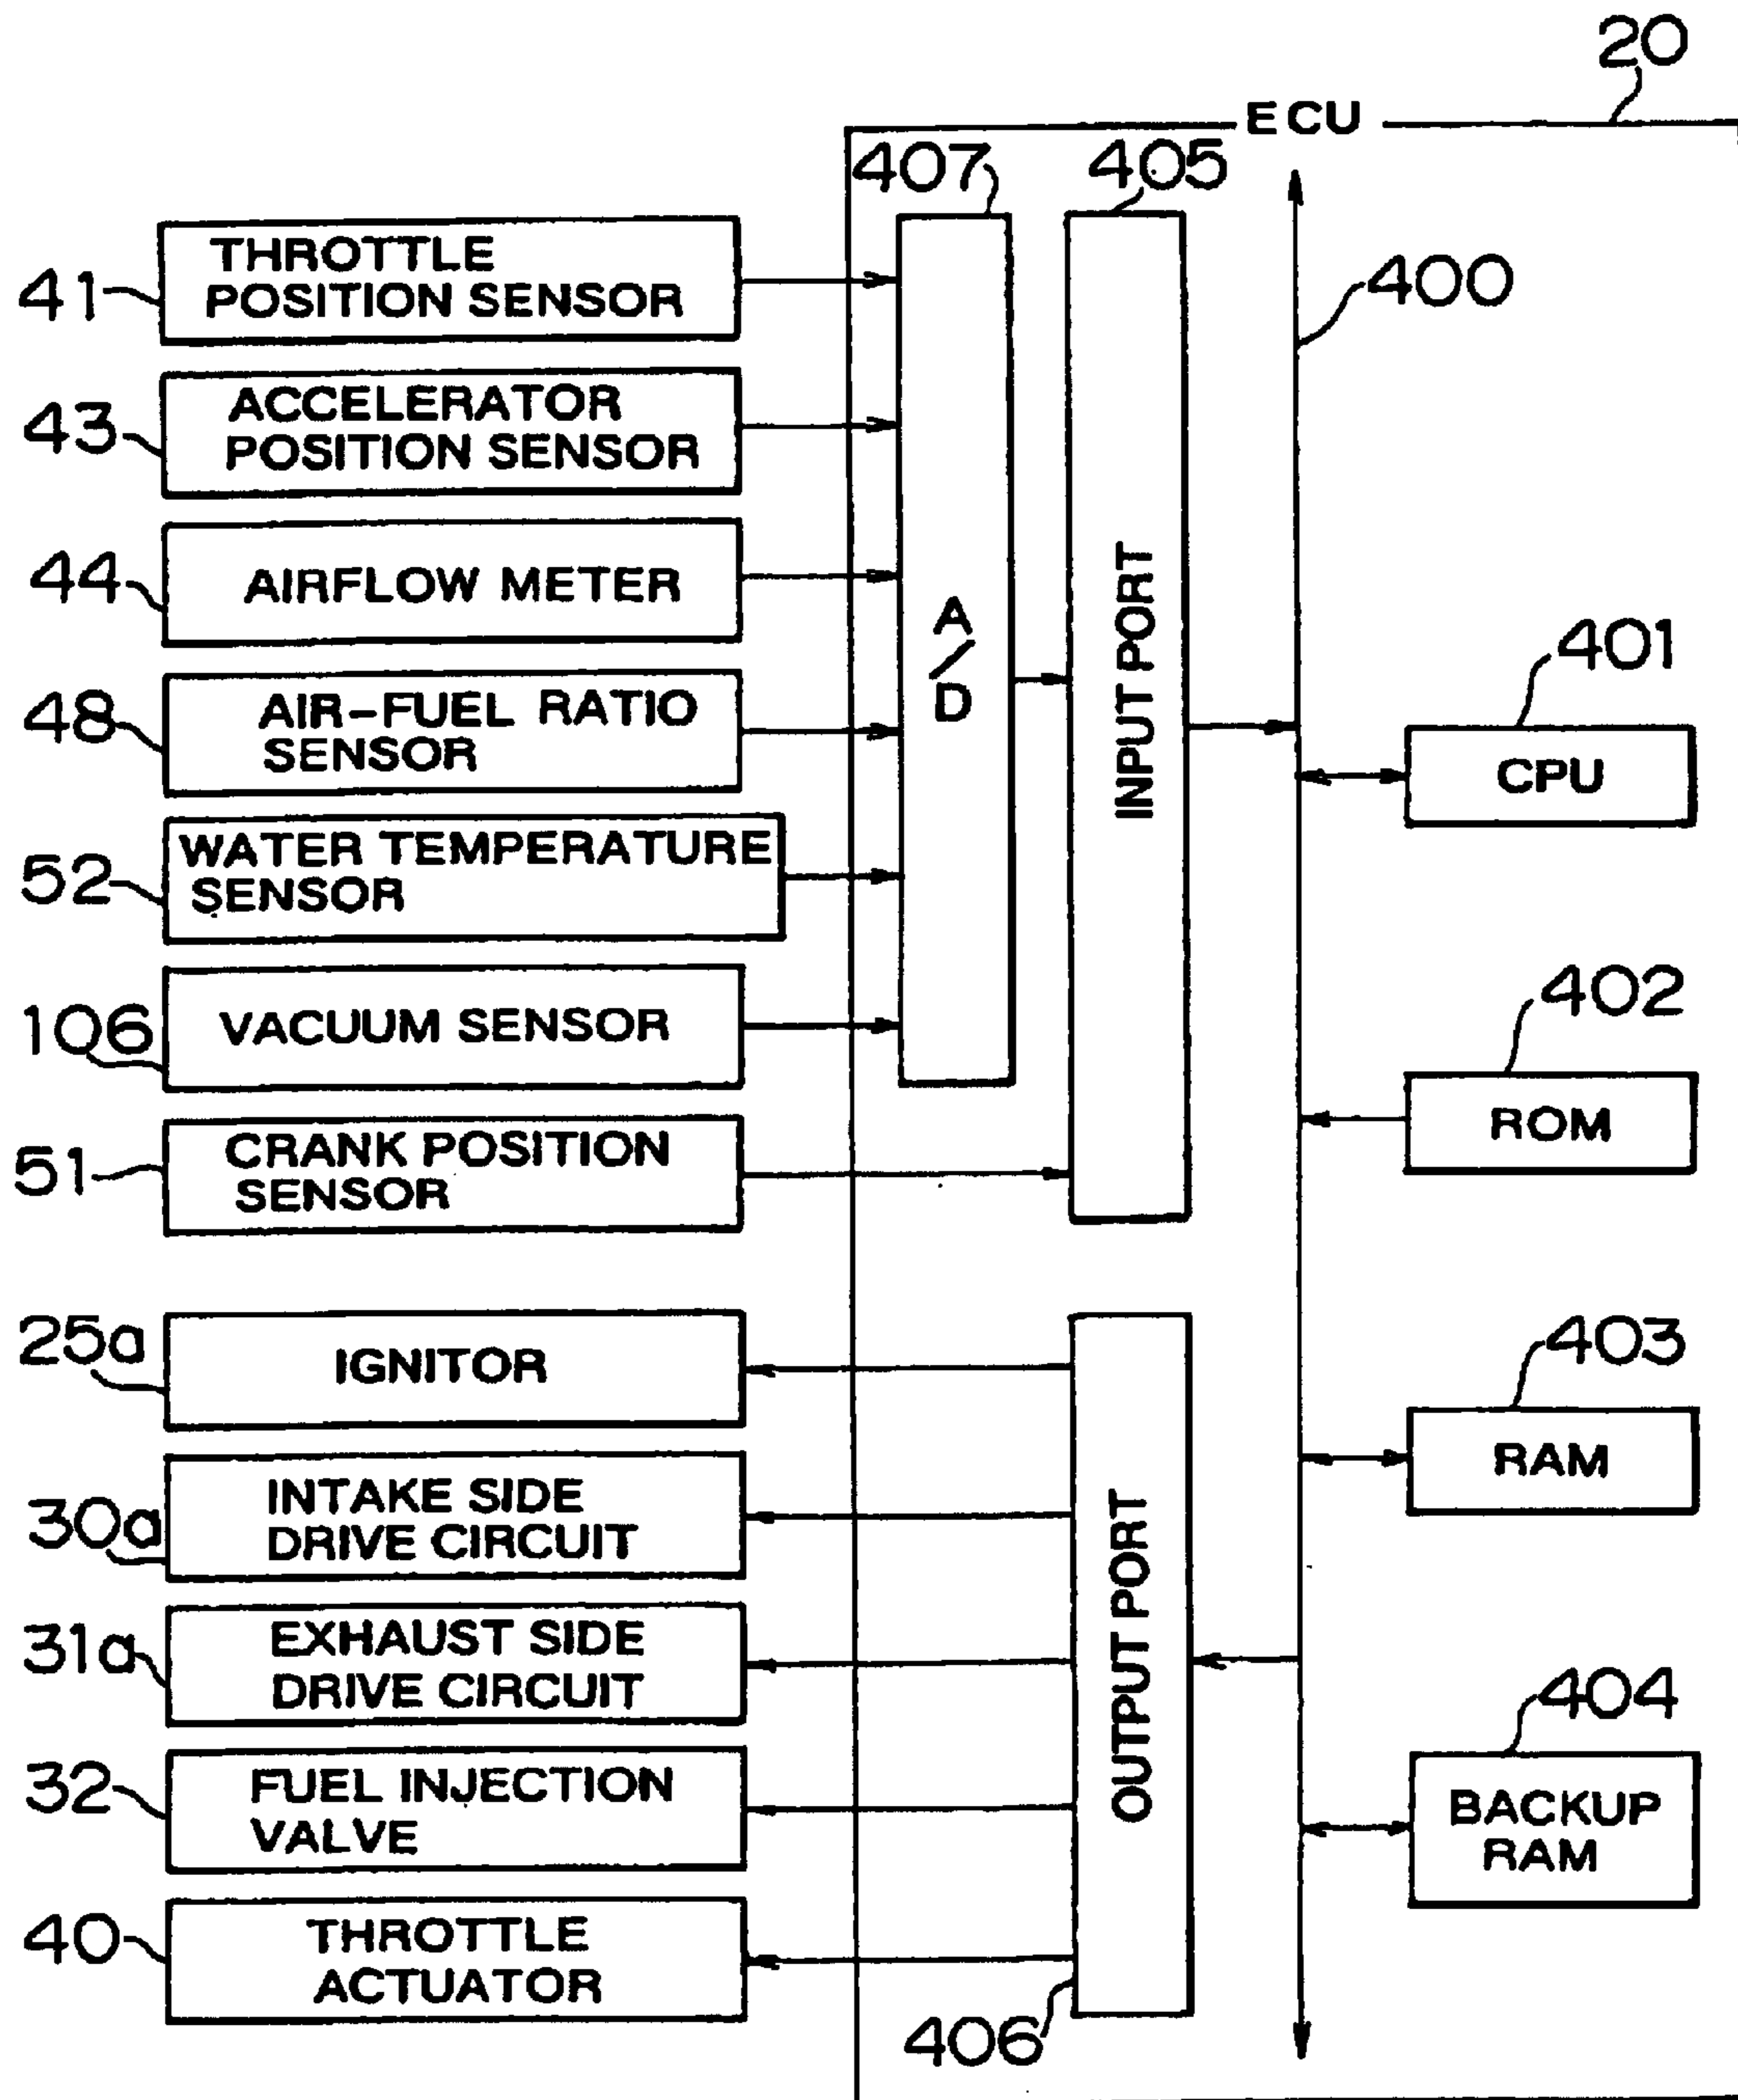 20
ECU
407
405
400
41
THROTTLE
POSITION SENSOR
43
ACCELERATOR
POSITION SENSOR
44
AIRFLOW METER
48
AIR-FUEL RATIO
SENSOR
52
WATER TEMPERATURE
SENSOR
106
VACUUM SENSOR
51
CRANK POSITION
SENSOR
A/D
INPUT PORT
401
CPU
402
ROM
25a
IGNITOR
30a
INTAKE SIDE
DRIVE CIRCUIT
31a
EXHAUST SIDE
DRIVE CIRCUIT
32
FUEL INJECTION
VALVE
40
THROTTLE
ACTUATOR
OUTPUT PORT
406
403
RAM
404
BACKUP
RAM